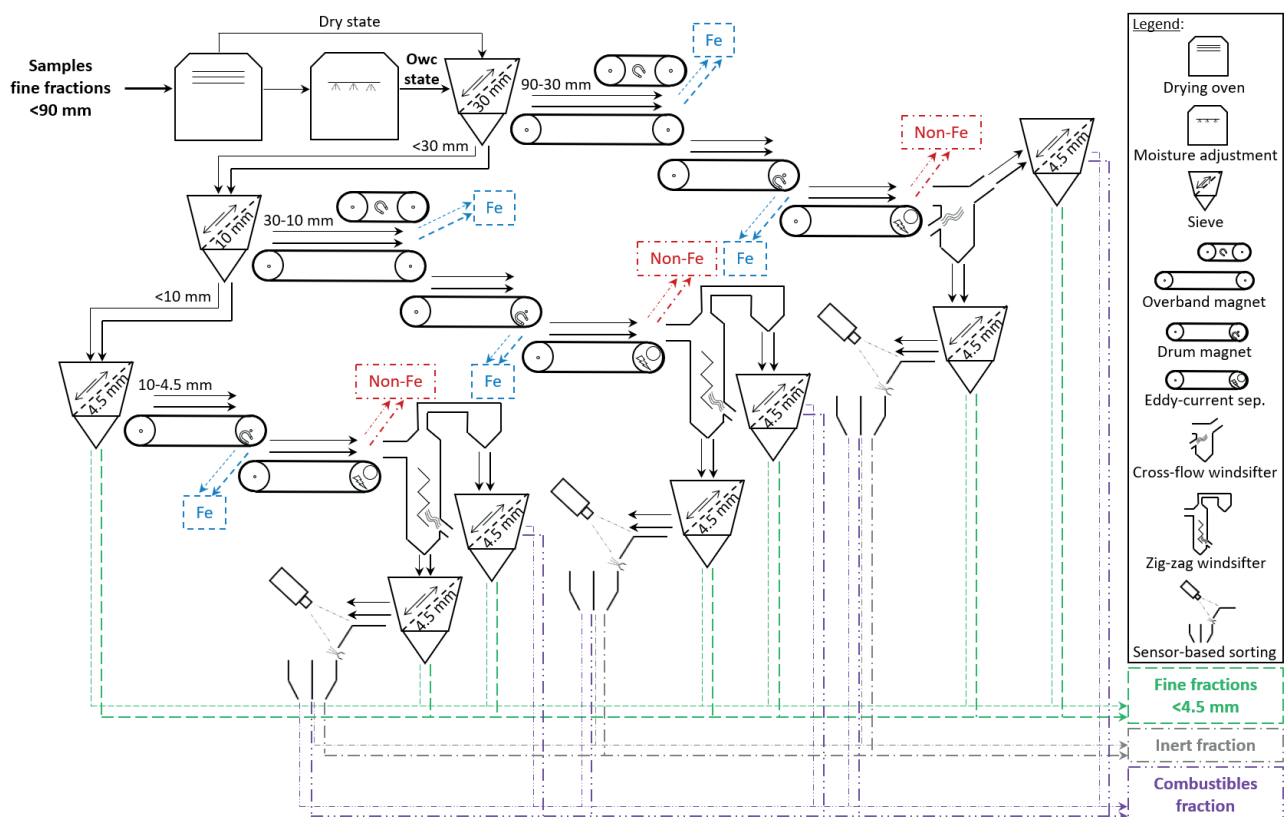 Dry state
Samples
fine fractions
<90 mm
Owc
state
30 mm
90-30 mm
Fe
<30 mm
10 mm
30-10 mm
Fe
Fe
Non-Fe
4.5 mm
<10 mm
4.5 mm
10-4.5 mm
Fe
Non-Fe
Fe
Non-Fe
4.5 mm
4.5 mm
4.5 mm
4.5 mm
4.5 mm
Legend:
Drying oven
Moisture adjustment
Sieve
Overband magnet
Drum magnet
Eddy-current sep.
Cross-flow windsifter
Zig-zag windsifter
Sensor-based sorting
Fine fractions
<4.5 mm
Inert fraction
Combustibles
fraction